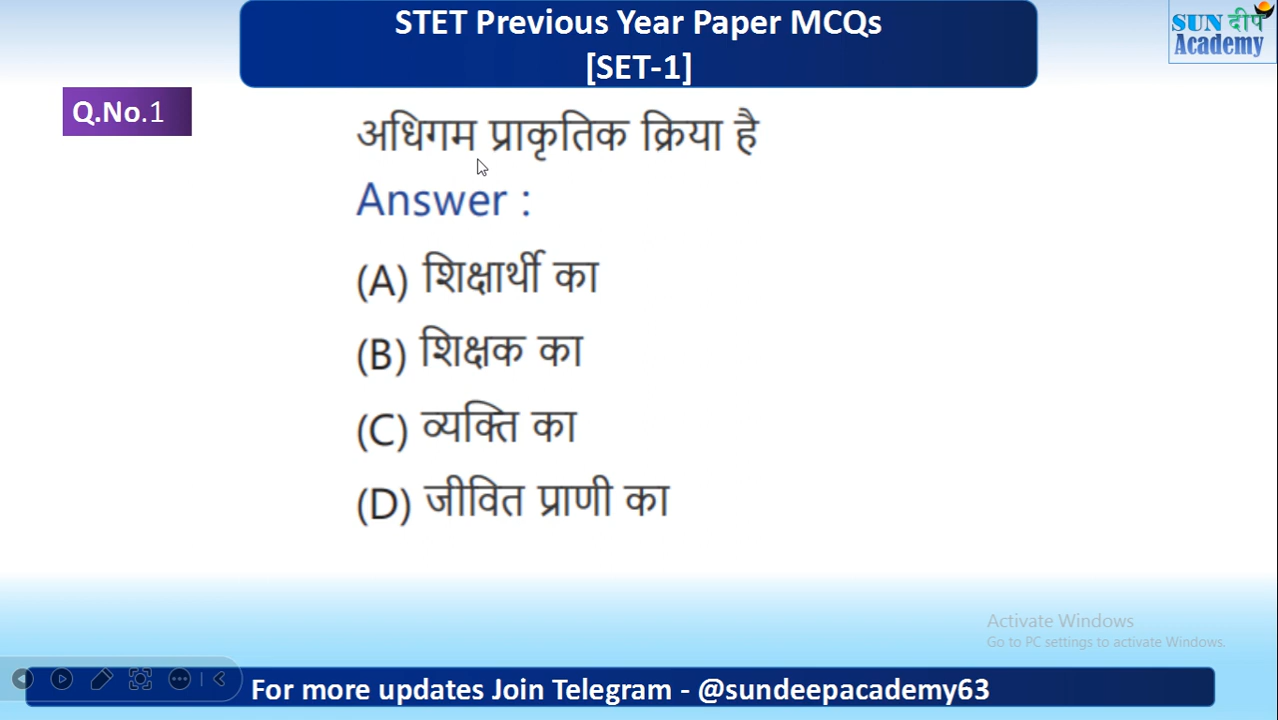 STET Previous Year Paper MCQs
[SET-1]
SUN दीप
Academy
Q.No.1
अधिगम प्राकृतिक क्रिया है
Answer :
(A) शिक्षार्थी का
(B) शिक्षक का
(C) व्यक्ति का
(D) जीवित प्राणी का
Activate Windows
Go to PC settings to activate Windows.
For more updates Join Telegram - @sundeepacademy63